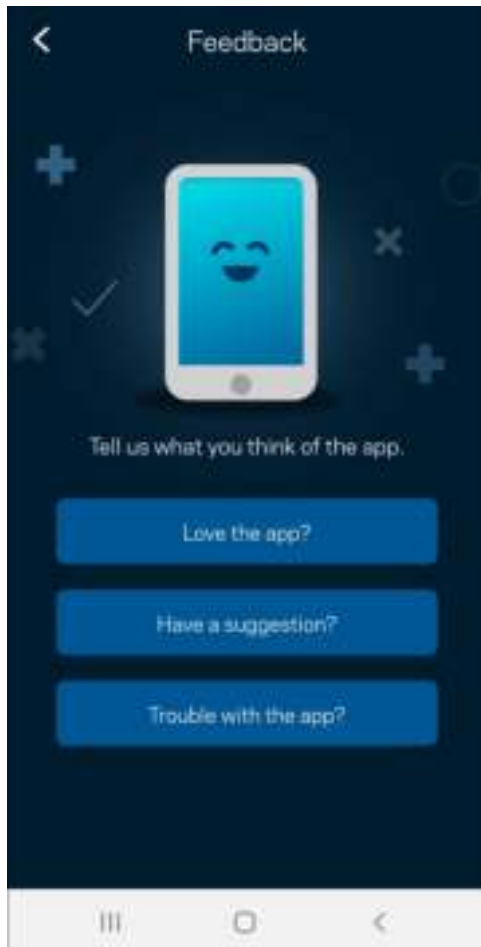 Feedback
Tell us what you think of the app.
Love the app?
Have a suggestion?
Trouble with the app?